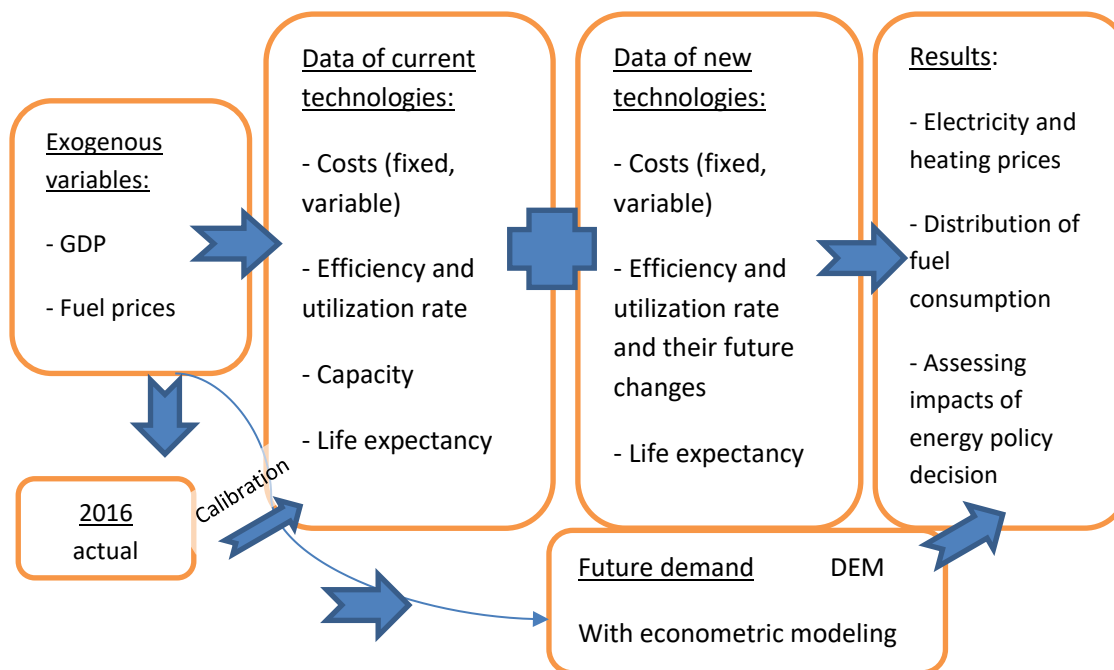 Exogenous
variables:
- GDP
- Fuel prices
2016
actual
Calibration
Data of current
technologies:
- Costs (fixed,
variable)
- Efficiency and
utilization rate
- Capacity
- Life expectancy
Data of new
technologies:
- Costs (fixed,
variable)
- Efficiency and
utilization rate
and their future
changes
- Life expectancy
Future demand DEM
With econometric modeling
Results:
- Electricity and
heating prices
- Distribution of
fuel
consumption
- Assessing
impacts of
energy policy
decision